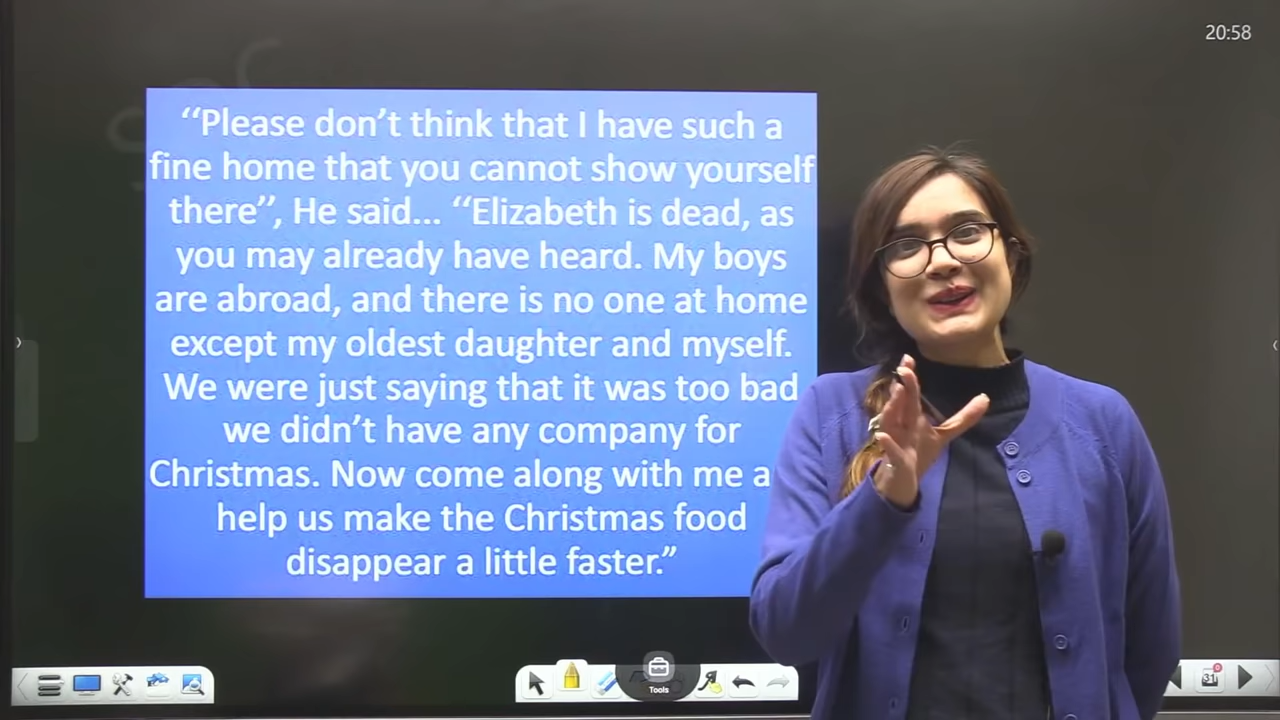 20:58
‘‘Please don’t think that I have such a
fine home that you cannot show yourself
there’’, He said... ‘‘Elizabeth is dead, as
you may already have heard. My boys
are abroad, and there is no one at home
except my oldest daughter and myself.
We were just saying that it was too bad
we didn’t have any company for
Christmas. Now come along with me a
help us make the Christmas food
disappear a little faster.”
Tools
31